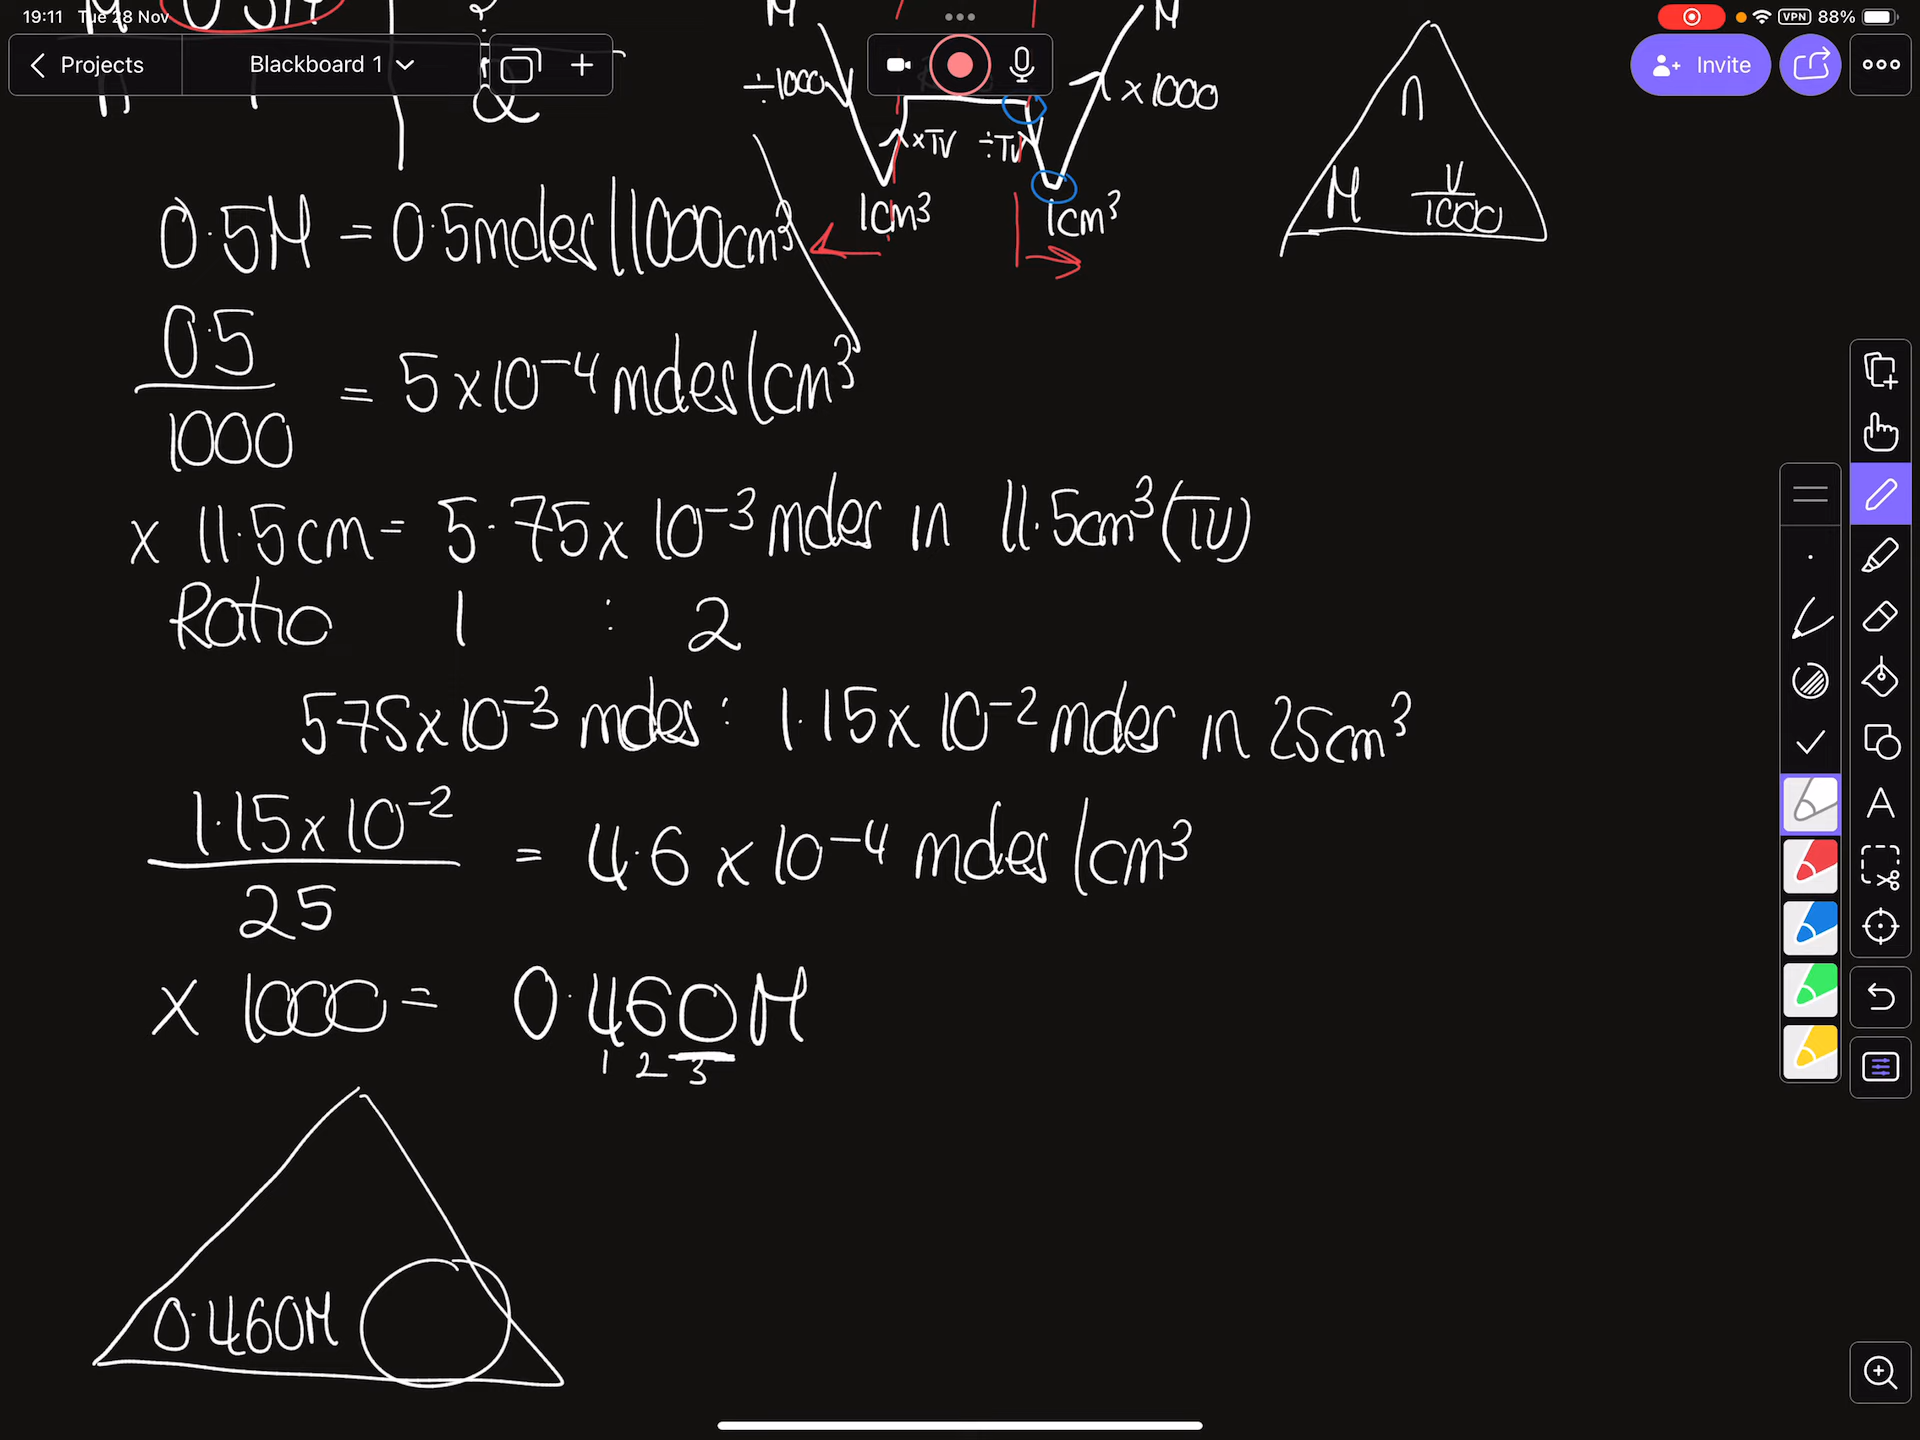 19:11 Tue 28 Nov
VPN 88%
Projects
Blackboard 1
Invite
M
M
÷1000
×1000
×TV ÷TV
1cm³
1cm³
n
M V/1000
0.5M = 0.5moles/1000cm³
0.5/1000 = 5×10⁻⁴ moles/cm³
× 11.5cm = 5.75×10⁻³ moles in 11.5cm³ (TV)
Ratio 1 : 2
575×10⁻³ moles : 1.15×10⁻² moles in 25cm³
1.15×10⁻²/25 = 4.6×10⁻⁴ moles/cm³
× 1000 = 0.460M
1 2 3
0.460M
A